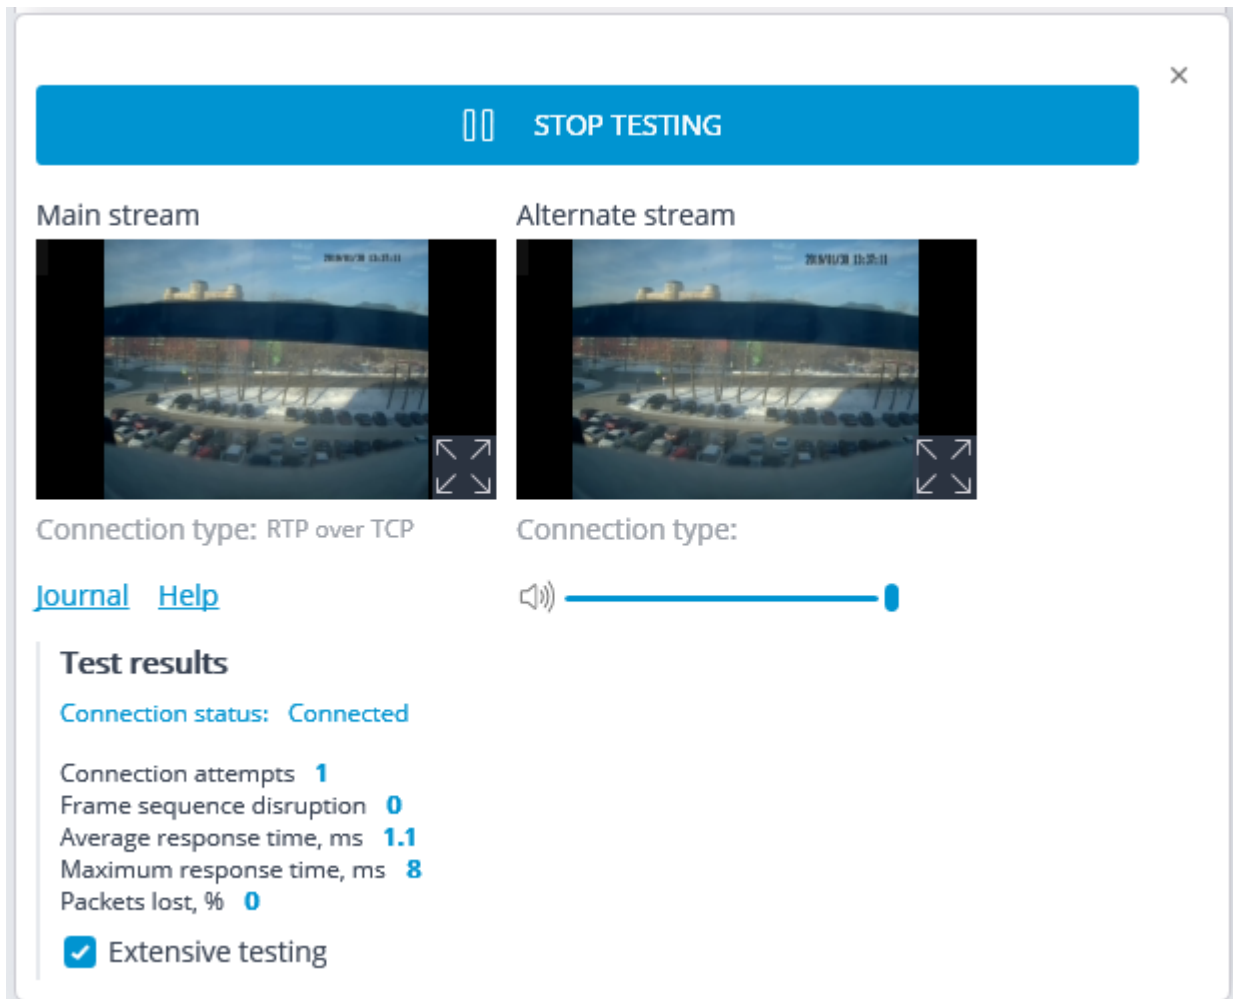 STOP TESTING
Main stream
Alternate stream
Connection type: RTP over TCP
Connection type:
Journal Help
Test results
Connection status: Connected
Connection attempts 1
Frame sequence disruption 0
Average response time, ms 1.1
Maximum response time, ms 8
Packets lost, % 0
Extensive testing